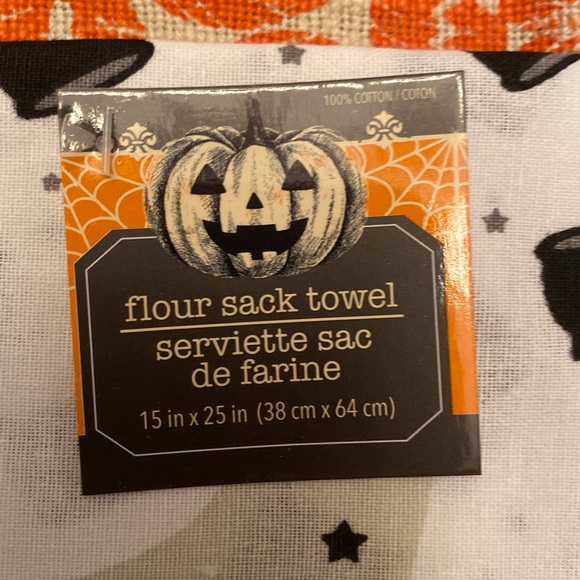 100% COTTON / COTON
flour sack towel
serviette sac
de farine
15 in x 25 in (38 cm x 64 cm)